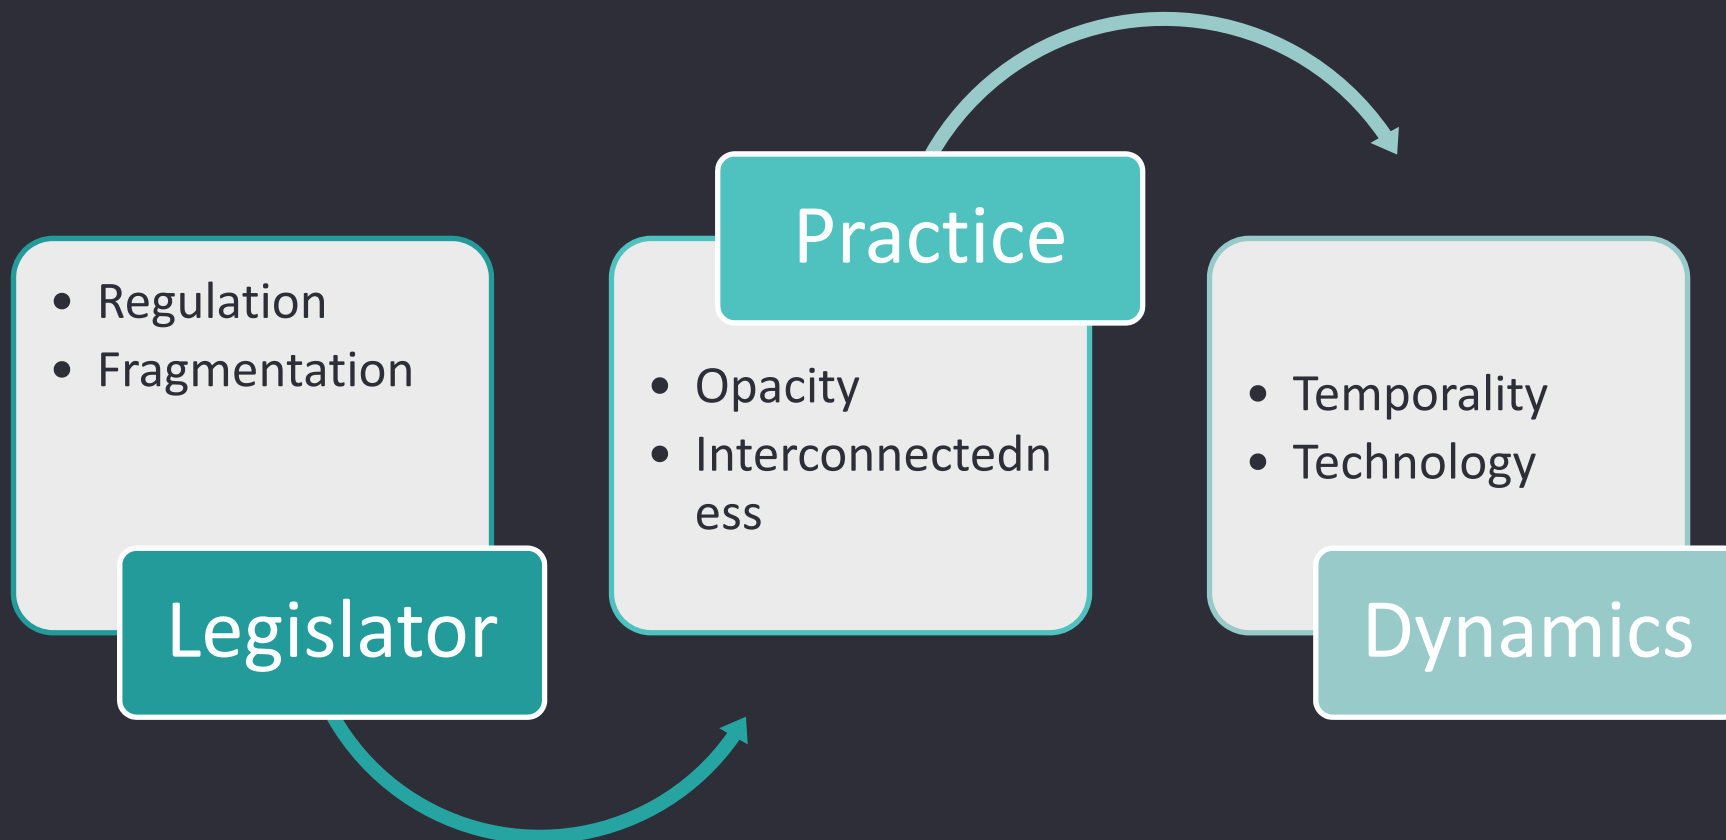 • Regulation
• Fragmentation
Legislator
Practice
• Opacity
• Interconnectedn
ess
• Temporality
• Technology
Dynamics